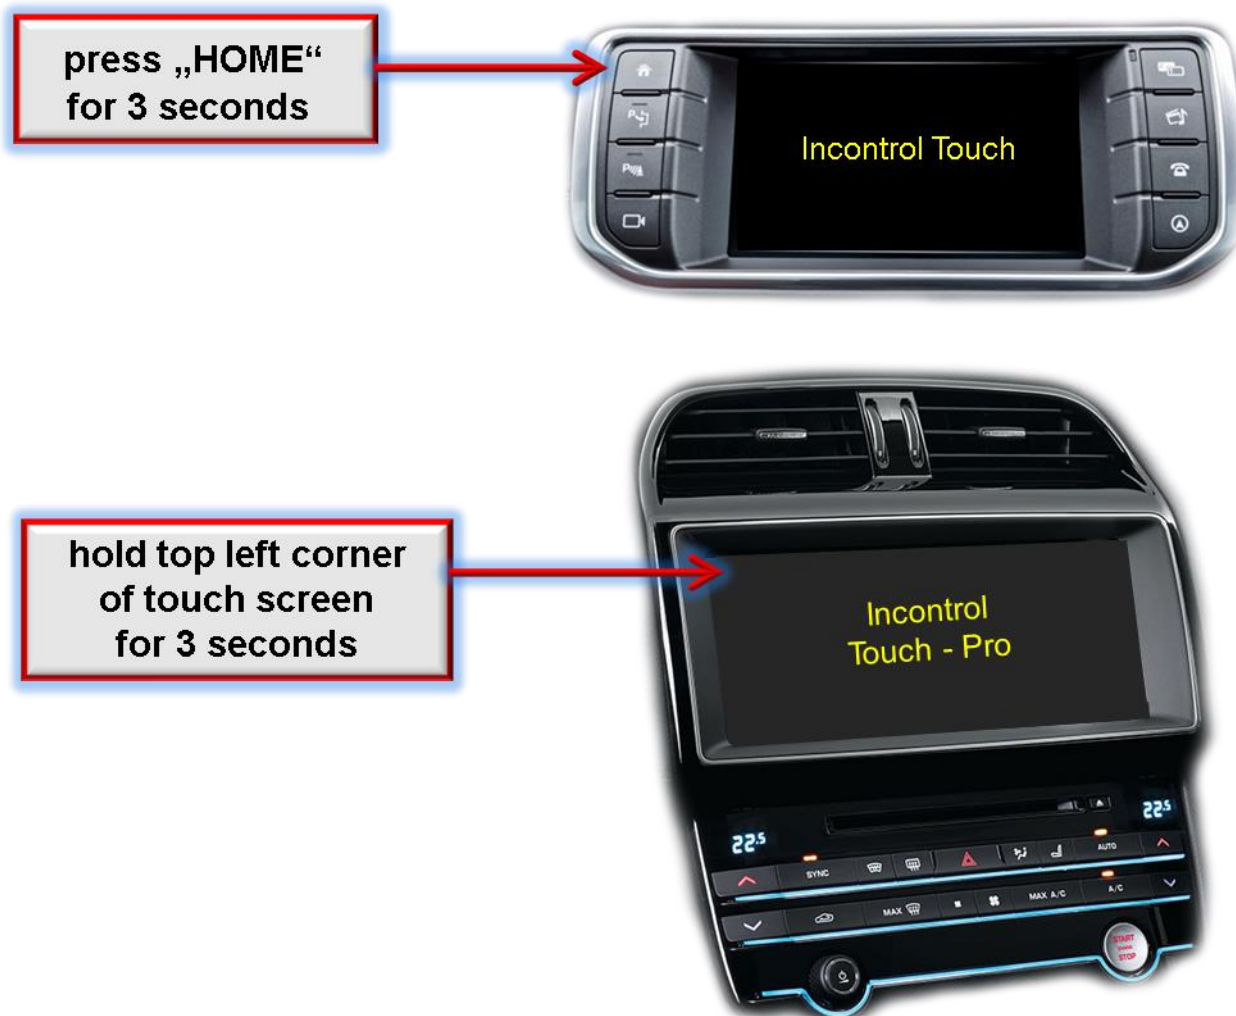 press „HOME“
for 3 seconds
Incontrol Touch
hold top left corner
of touch screen
for 3 seconds
Incontrol
Touch - Pro
22.5
22.5
SYNC
AUTO
MAX
MAX A/C
A/C
START
STOP